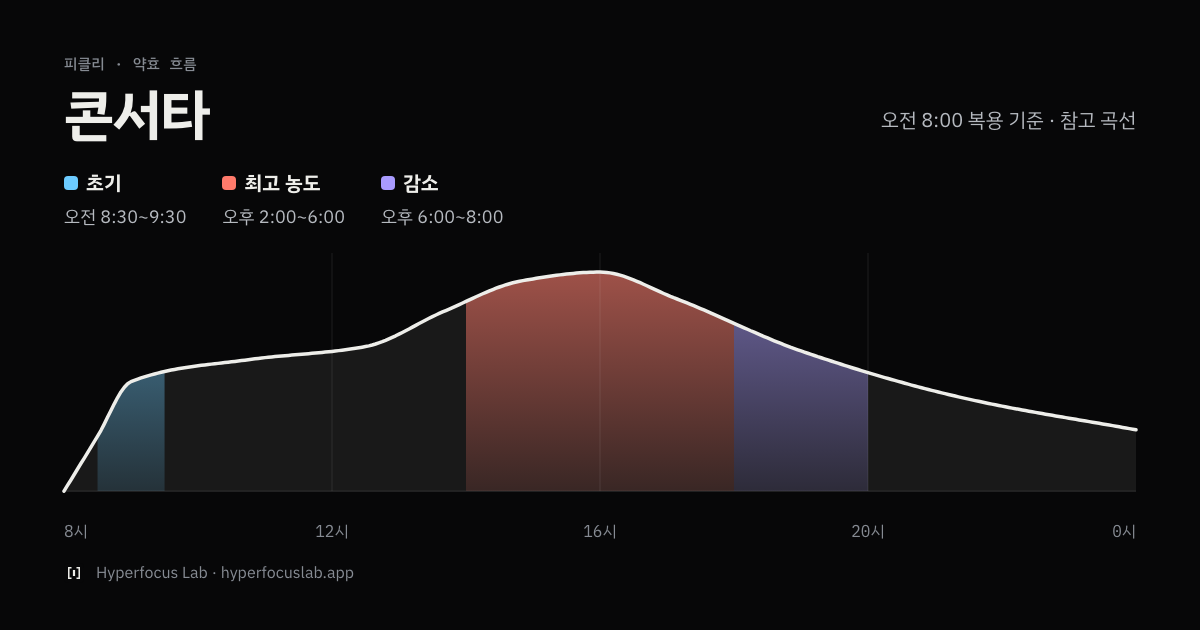 피클리 · 약효 흐름
콘서타
오전 8:00 복용 기준 · 참고 곡선
초기 최고 농도 감소
오전 8:30~9:30 오후 2:00~6:00 오후 6:00~8:00
8시 12시 16시 20시 0시
Hyperfocus Lab · hyperfocuslab.app